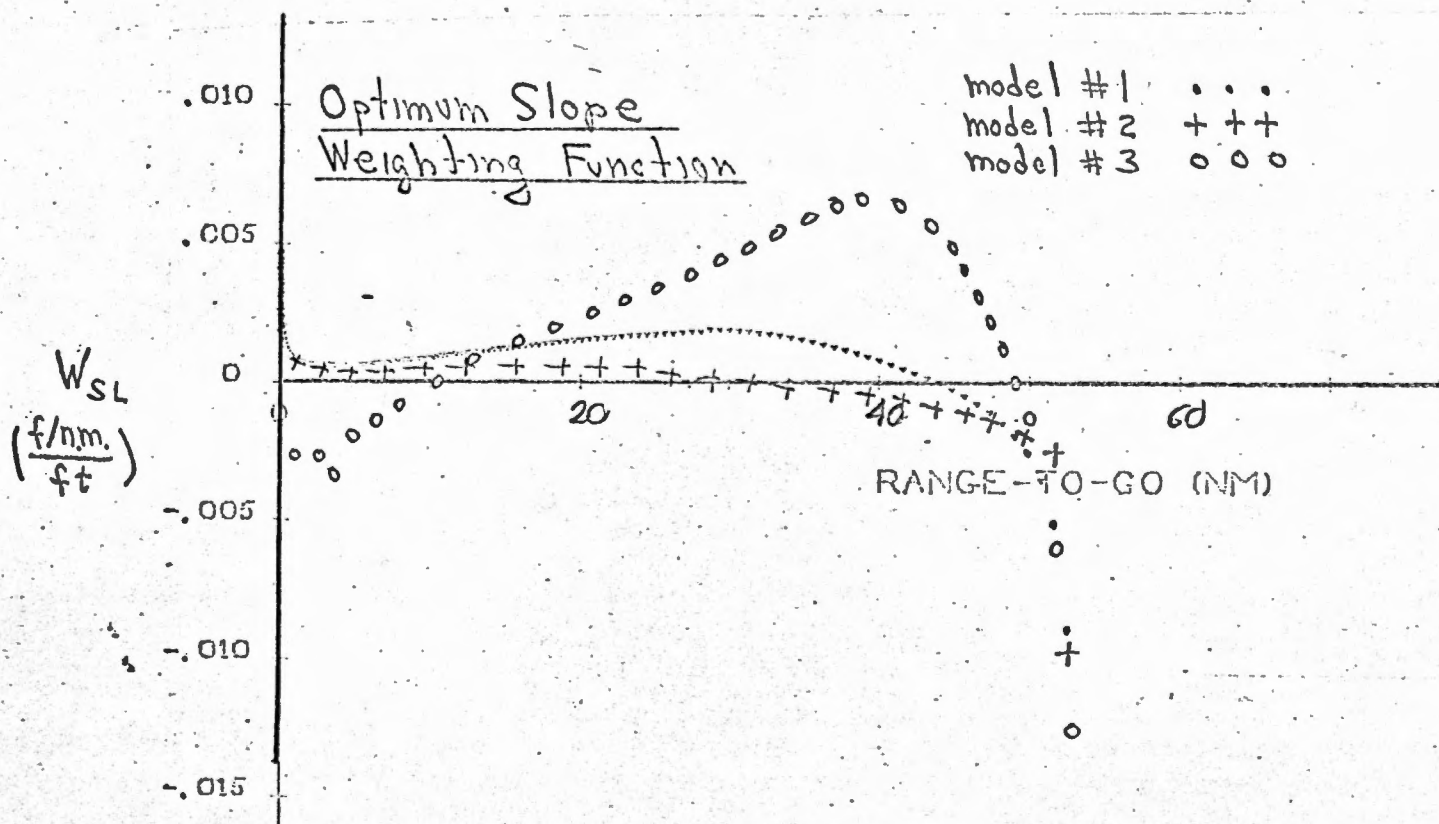 Optimum Slope
Weighting Function
model #1 • • •
model #2 + + +
model #3 o o o
.010
.005
0
-.005
-.010
-.015
W_SL
(f/n.m. / ft)
0 20 40 60
RANGE-TO-GO (NM)